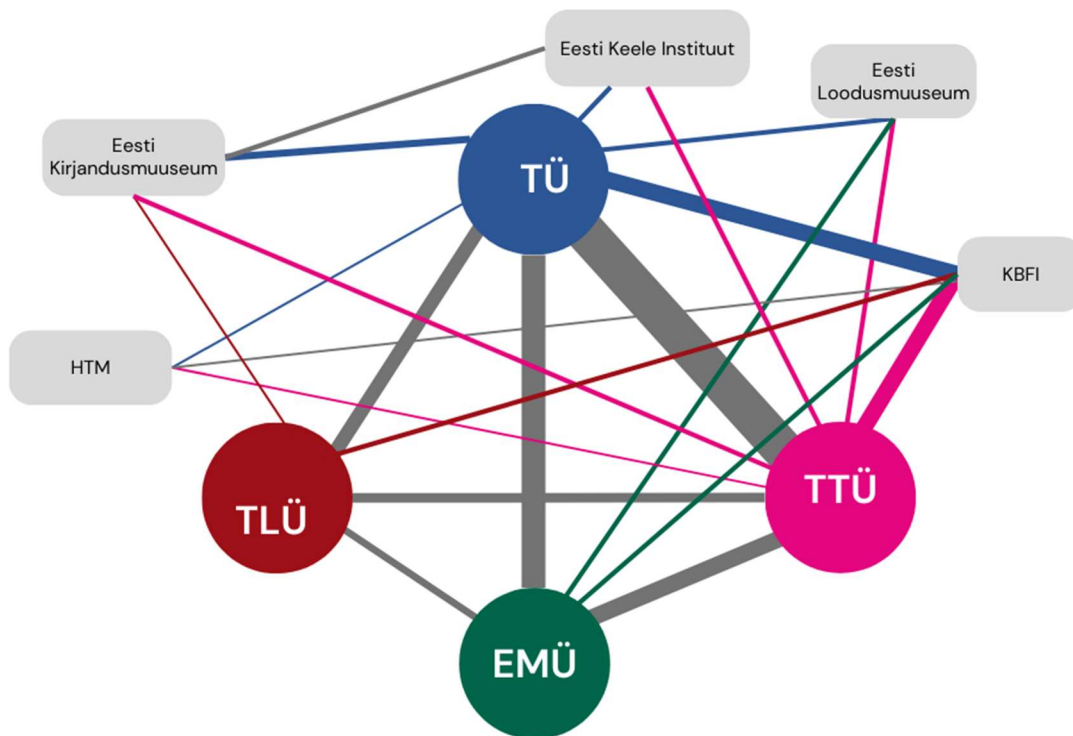 Eesti Keele Instituut
Eesti
Loodusmuuseum
Eesti
Kirjandusmuuseum
TÜ
KBFI
HTM
TLÜ
TTÜ
EMÜ